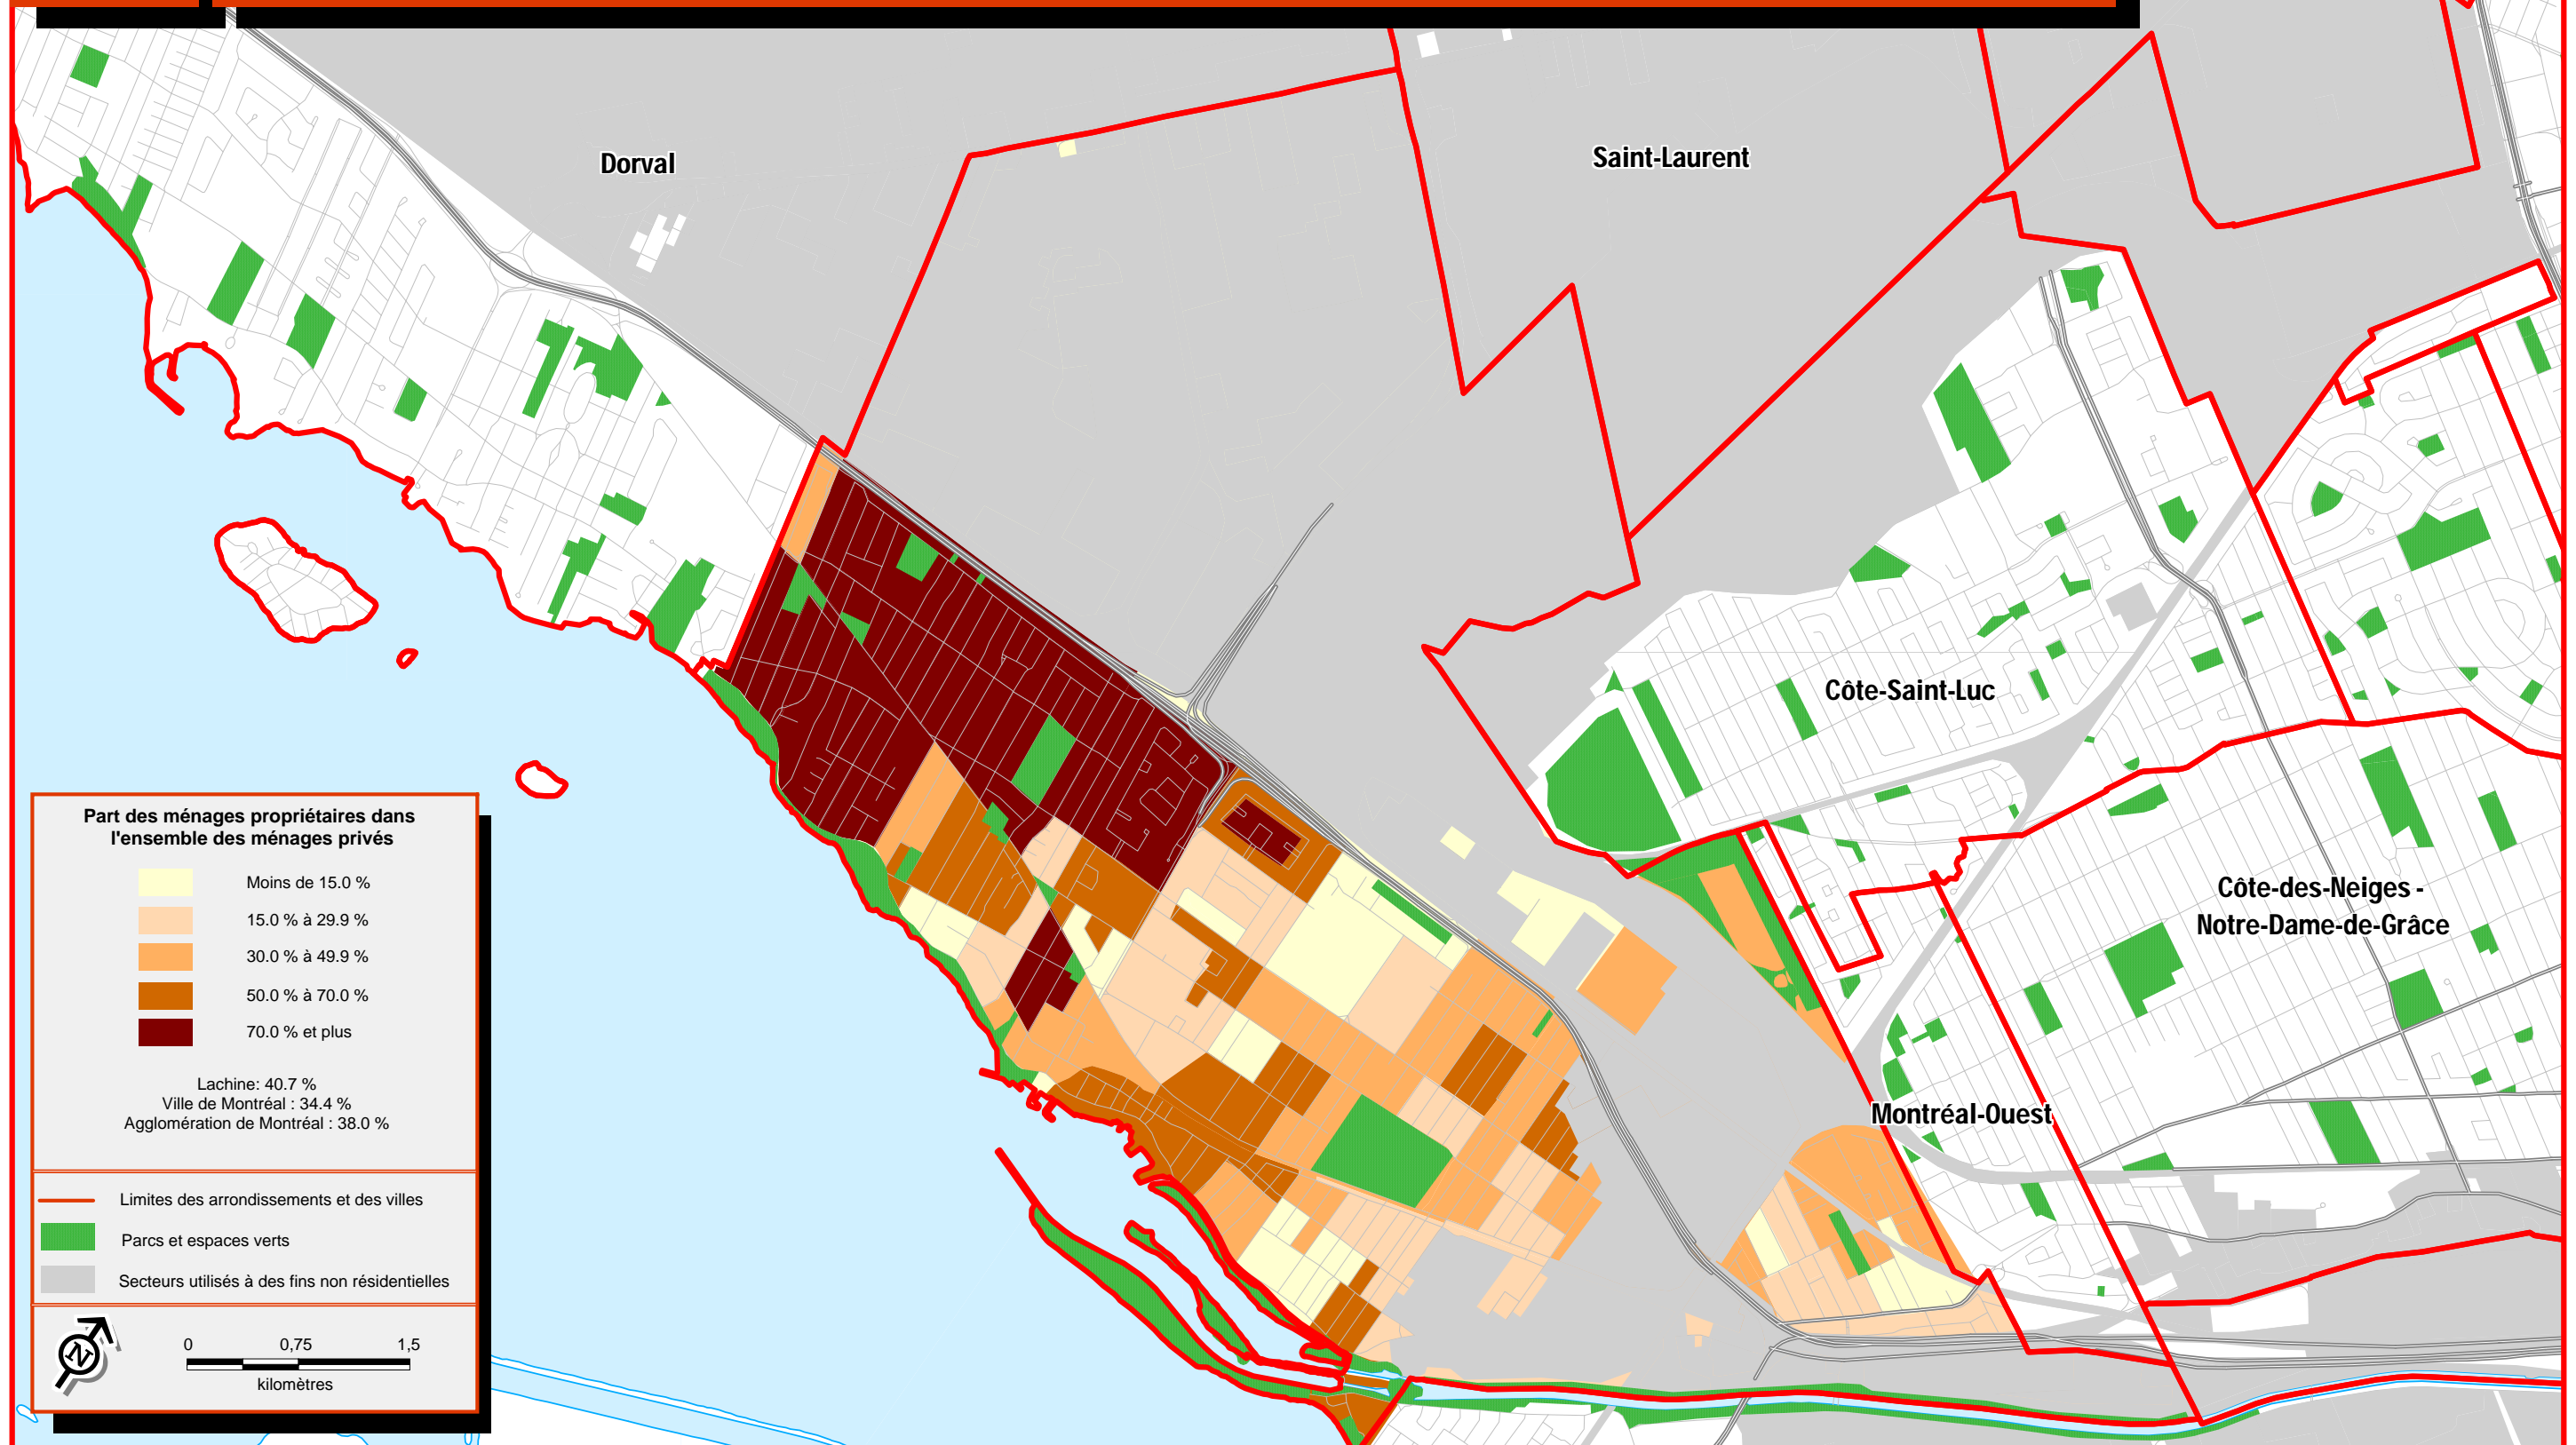 Dorval
Saint-Laurent
Côte-Saint-Luc
Côte-des-Neiges -
Notre-Dame-de-Grâce
Montréal-Ouest
Part des ménages propriétaires dans
l'ensemble des ménages privés
Moins de 15.0 %
15.0 % à 29.9 %
30.0 % à 49.9 %
50.0 % à 70.0 %
70.0 % et plus
Lachine: 40.7 %
Ville de Montréal : 34.4 %
Agglomération de Montréal : 38.0 %
Limites des arrondissements et des villes
Parcs et espaces verts
Secteurs utilisés à des fins non résidentielles
N
0 0,75 1,5
kilomètres